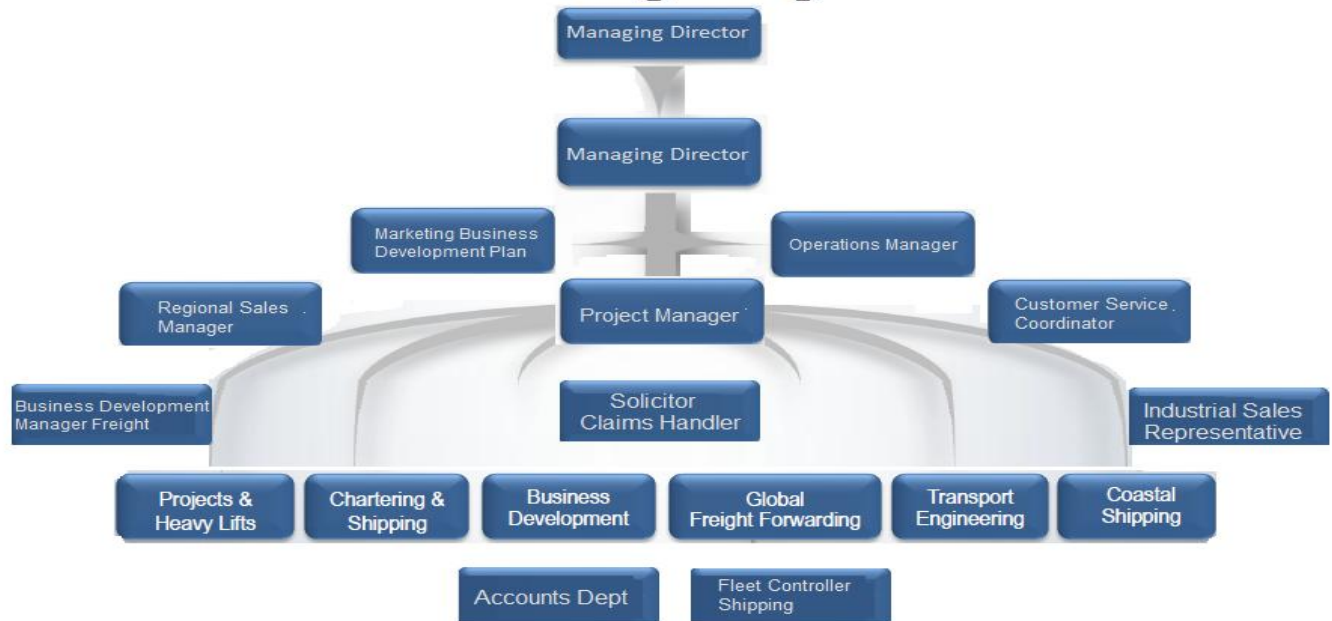 Managing Director
Managing Director
Marketing Business
Development Plan
Operations Manager
Regional Sales .
Manager
Project Manager
Customer Service .
Coordinator
Business Development
Manager Freight
Solicitor
Claims Handler
Industrial Sales
Representative
Projects &
Heavy Lifts
Chartering &
Shipping
Business
Development
Global
Freight Forwarding
Transport
Engineering
Coastal
Shipping
Accounts Dept
Fleet Controller
Shipping